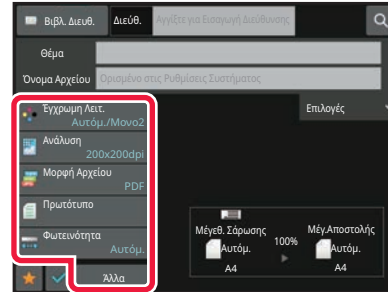 Βιβλ. Διευθ.
Διεύθ.
Αγγίξτε για Εισαγωγή Διεύθυνσης
Θέμα
Όνομα Αρχείου
Ορισμένο στις Ρυθμίσεις Συστήματος
Έγχρωμη Λειτ.
Αυτόμ./Μονο2
Επιλογές
Ανάλυση
200x200dpi
Μορφή Αρχείου
PDF
Πρωτότυπο
Φωτεινότητα
Αυτόμ.
Μέγεθ. Σάρωσης
Αυτόμ.
A4
100%
Μέγ.Αποστολής
Αυτόμ.
A4
Άλλα